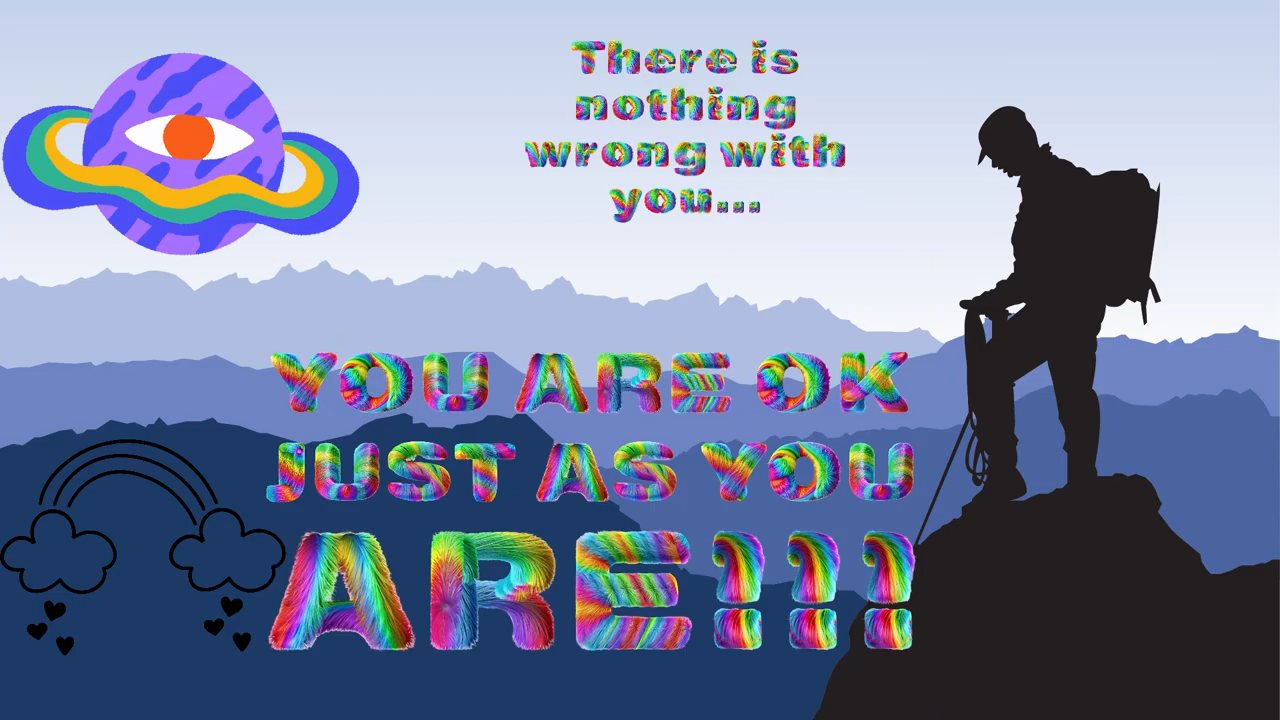 There is
nothing
wrong with
you...
YOU ARE OK
JUST AS YOU
ARE!!!